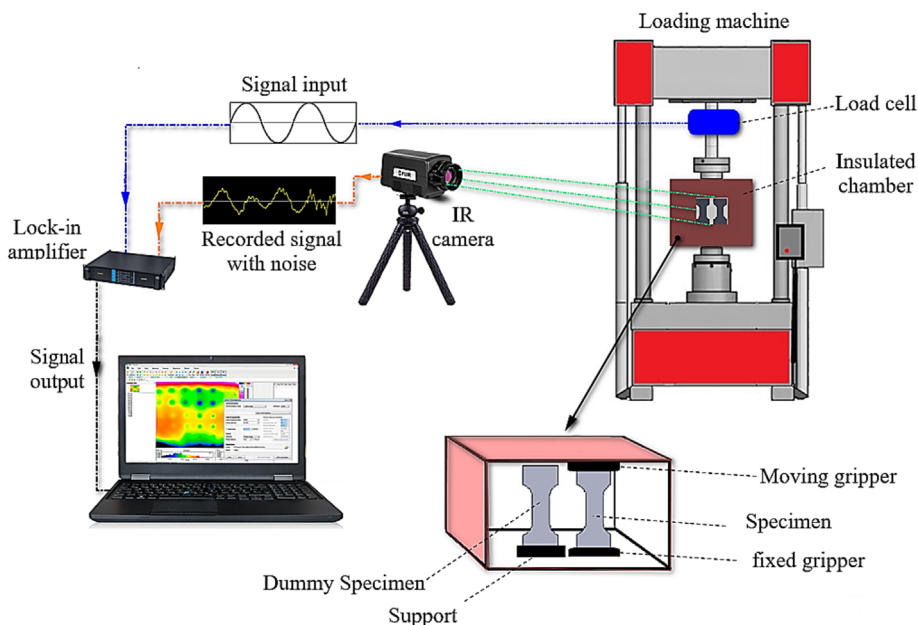 Loading machine
Signal input
Load cell
Insulated
chamber
FLIR
IR
camera
Recorded signal
with noise
Lock-in
amplifier
Signal
output
Moving gripper
Specimen
fixed gripper
Dummy Specimen
Support